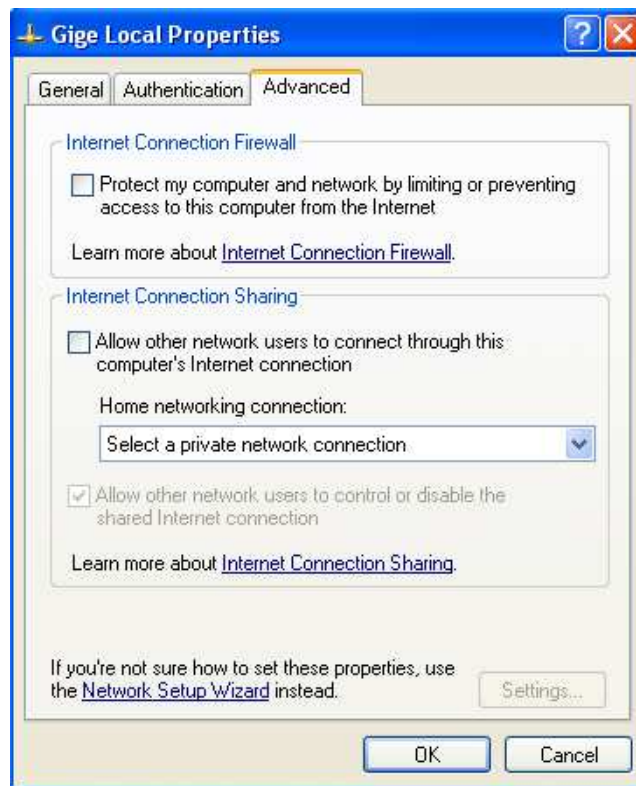 Gige Local Properties
General Authentication Advanced
Internet Connection Firewall
Protect my computer and network by limiting or preventing
access to this computer from the Internet
Learn more about Internet Connection Firewall.
Internet Connection Sharing
Allow other network users to connect through this
computer's Internet connection
Home networking connection:
Select a private network connection
Allow other network users to control or disable the
shared Internet connection
Learn more about Internet Connection Sharing.
If you're not sure how to set these properties, use
the Network Setup Wizard instead.
Settings...
OK Cancel